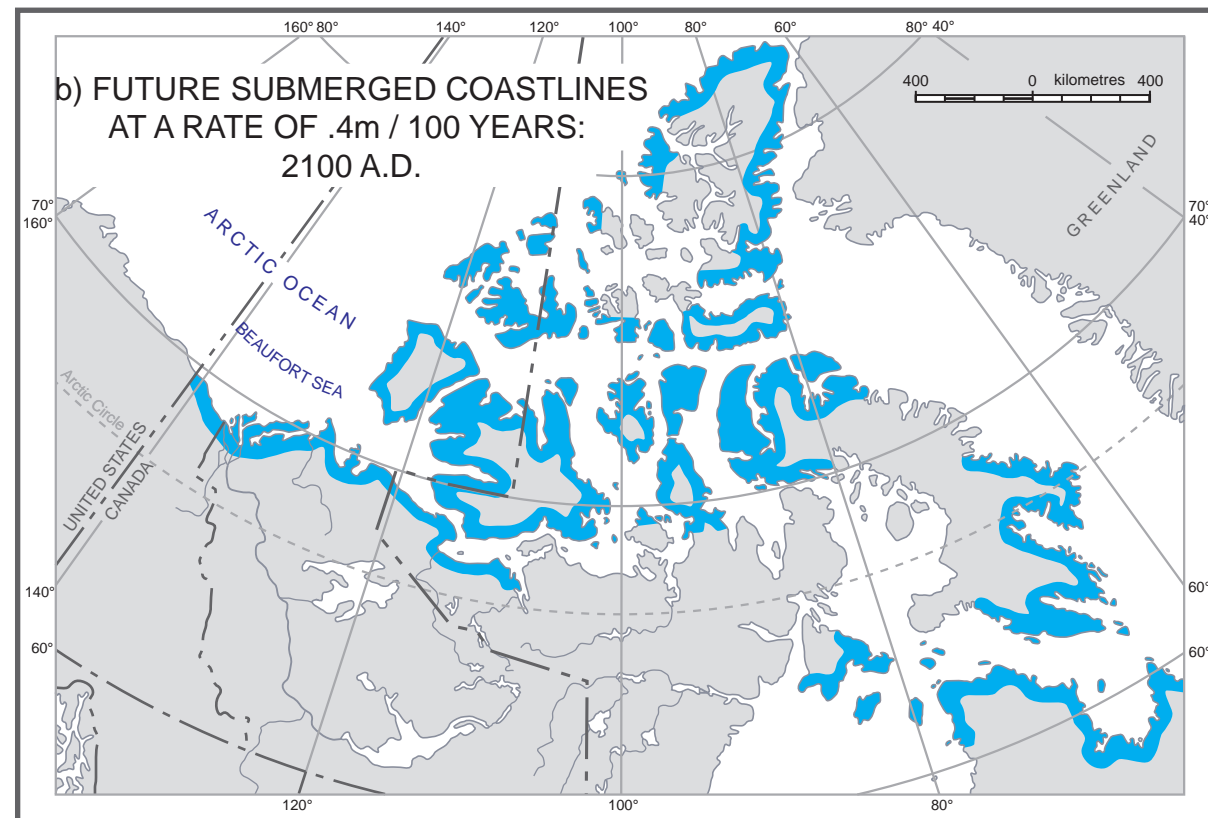 160° 80° 140° 120° 100° 80° 60° 80° 40°
b) FUTURE SUBMERGED COASTLINES
AT A RATE OF .4m / 100 YEARS:
2100 A.D.
400 0 kilometres 400
GREENLAND
70°
160°
70°
40°
ARCTIC OCEAN
BEAUFORT SEA
Arctic Circle
UNITED STATES
CANADA
140°
60°
60°
60°
120° 100° 80°